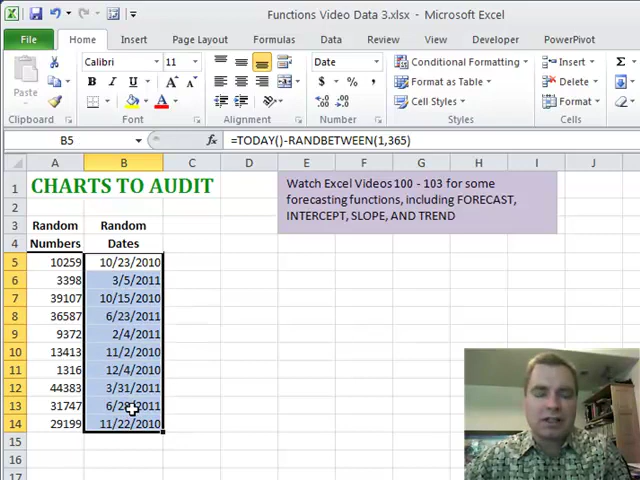 Functions Video Data 3.xlsx - Microsoft Excel
File Home Insert Page Layout Formulas Data Review View Developer PowerPivot
Paste
Calibri 11
B I U A A
Date
$ % ,
Conditional Formatting
Format as Table
Cell Styles
Insert
Delete
Format
Σ
Clipboard Font Alignment Number Styles Cells
B5 fx =TODAY()-RANDBETWEEN(1,365)
A B C D E F G H I J
1 CHARTS TO AUDIT
Watch Excel Videos 100 - 103 for some
forecasting functions, including FORECAST,
INTERCEPT, SLOPE, AND TREND
2
3 Random Random
4 Numbers Dates
5 10259 10/23/2010
6 3398 3/5/2011
7 39107 10/15/2010
8 36587 6/23/2011
9 9372 2/4/2011
10 13413 11/2/2010
11 1316 12/4/2010
12 44383 3/31/2011
13 31747 6/28/2011
14 29199 11/22/2010
15
16
17